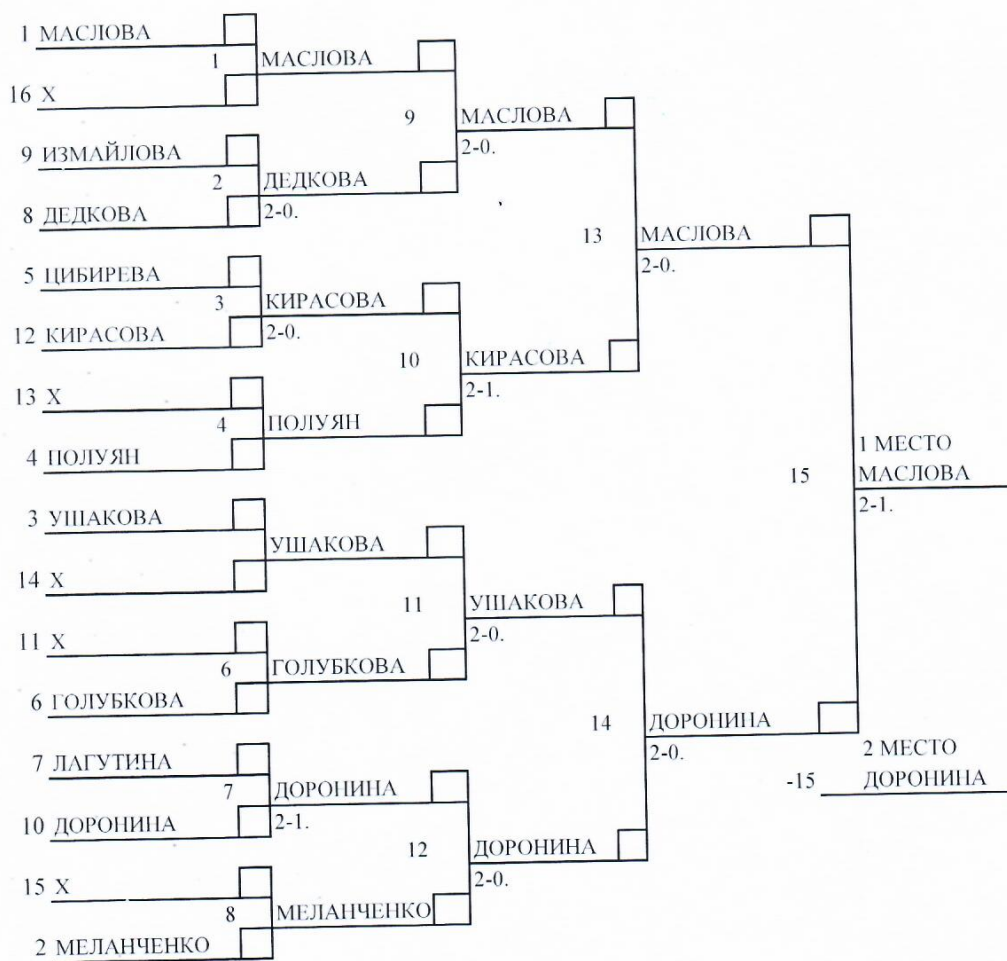 1 МАСЛОВА
1 МАСЛОВА
16 X
9 МАСЛОВА
2-0.
9 ИЗМАЙЛОВА
2 ДЕДКОВА
2-0.
8 ДЕДКОВА
13 МАСЛОВА
2-0.
5 ЦИБИРЕВА
3 КИРАСОВА
2-0.
12 КИРАСОВА
10 КИРАСОВА
2-1.
13 X
4 ПОЛУЯН
4 ПОЛУЯН
15
1 МЕСТО
МАСЛОВА
2-1.
3 УШАКОВА
УШАКОВА
14 X
11 УШАКОВА
2-0.
11 X
6 ГОЛУБКОВА
6 ГОЛУБКОВА
14 ДОРОНИНА
2-0.
2 МЕСТО
-15 ДОРОНИНА
7 ЛАГУТИНА
7 ДОРОНИНА
2-1.
10 ДОРОНИНА
12 ДОРОНИНА
2-0.
15 X
8 МЕЛАНЧЕНКО
2 МЕЛАНЧЕНКО